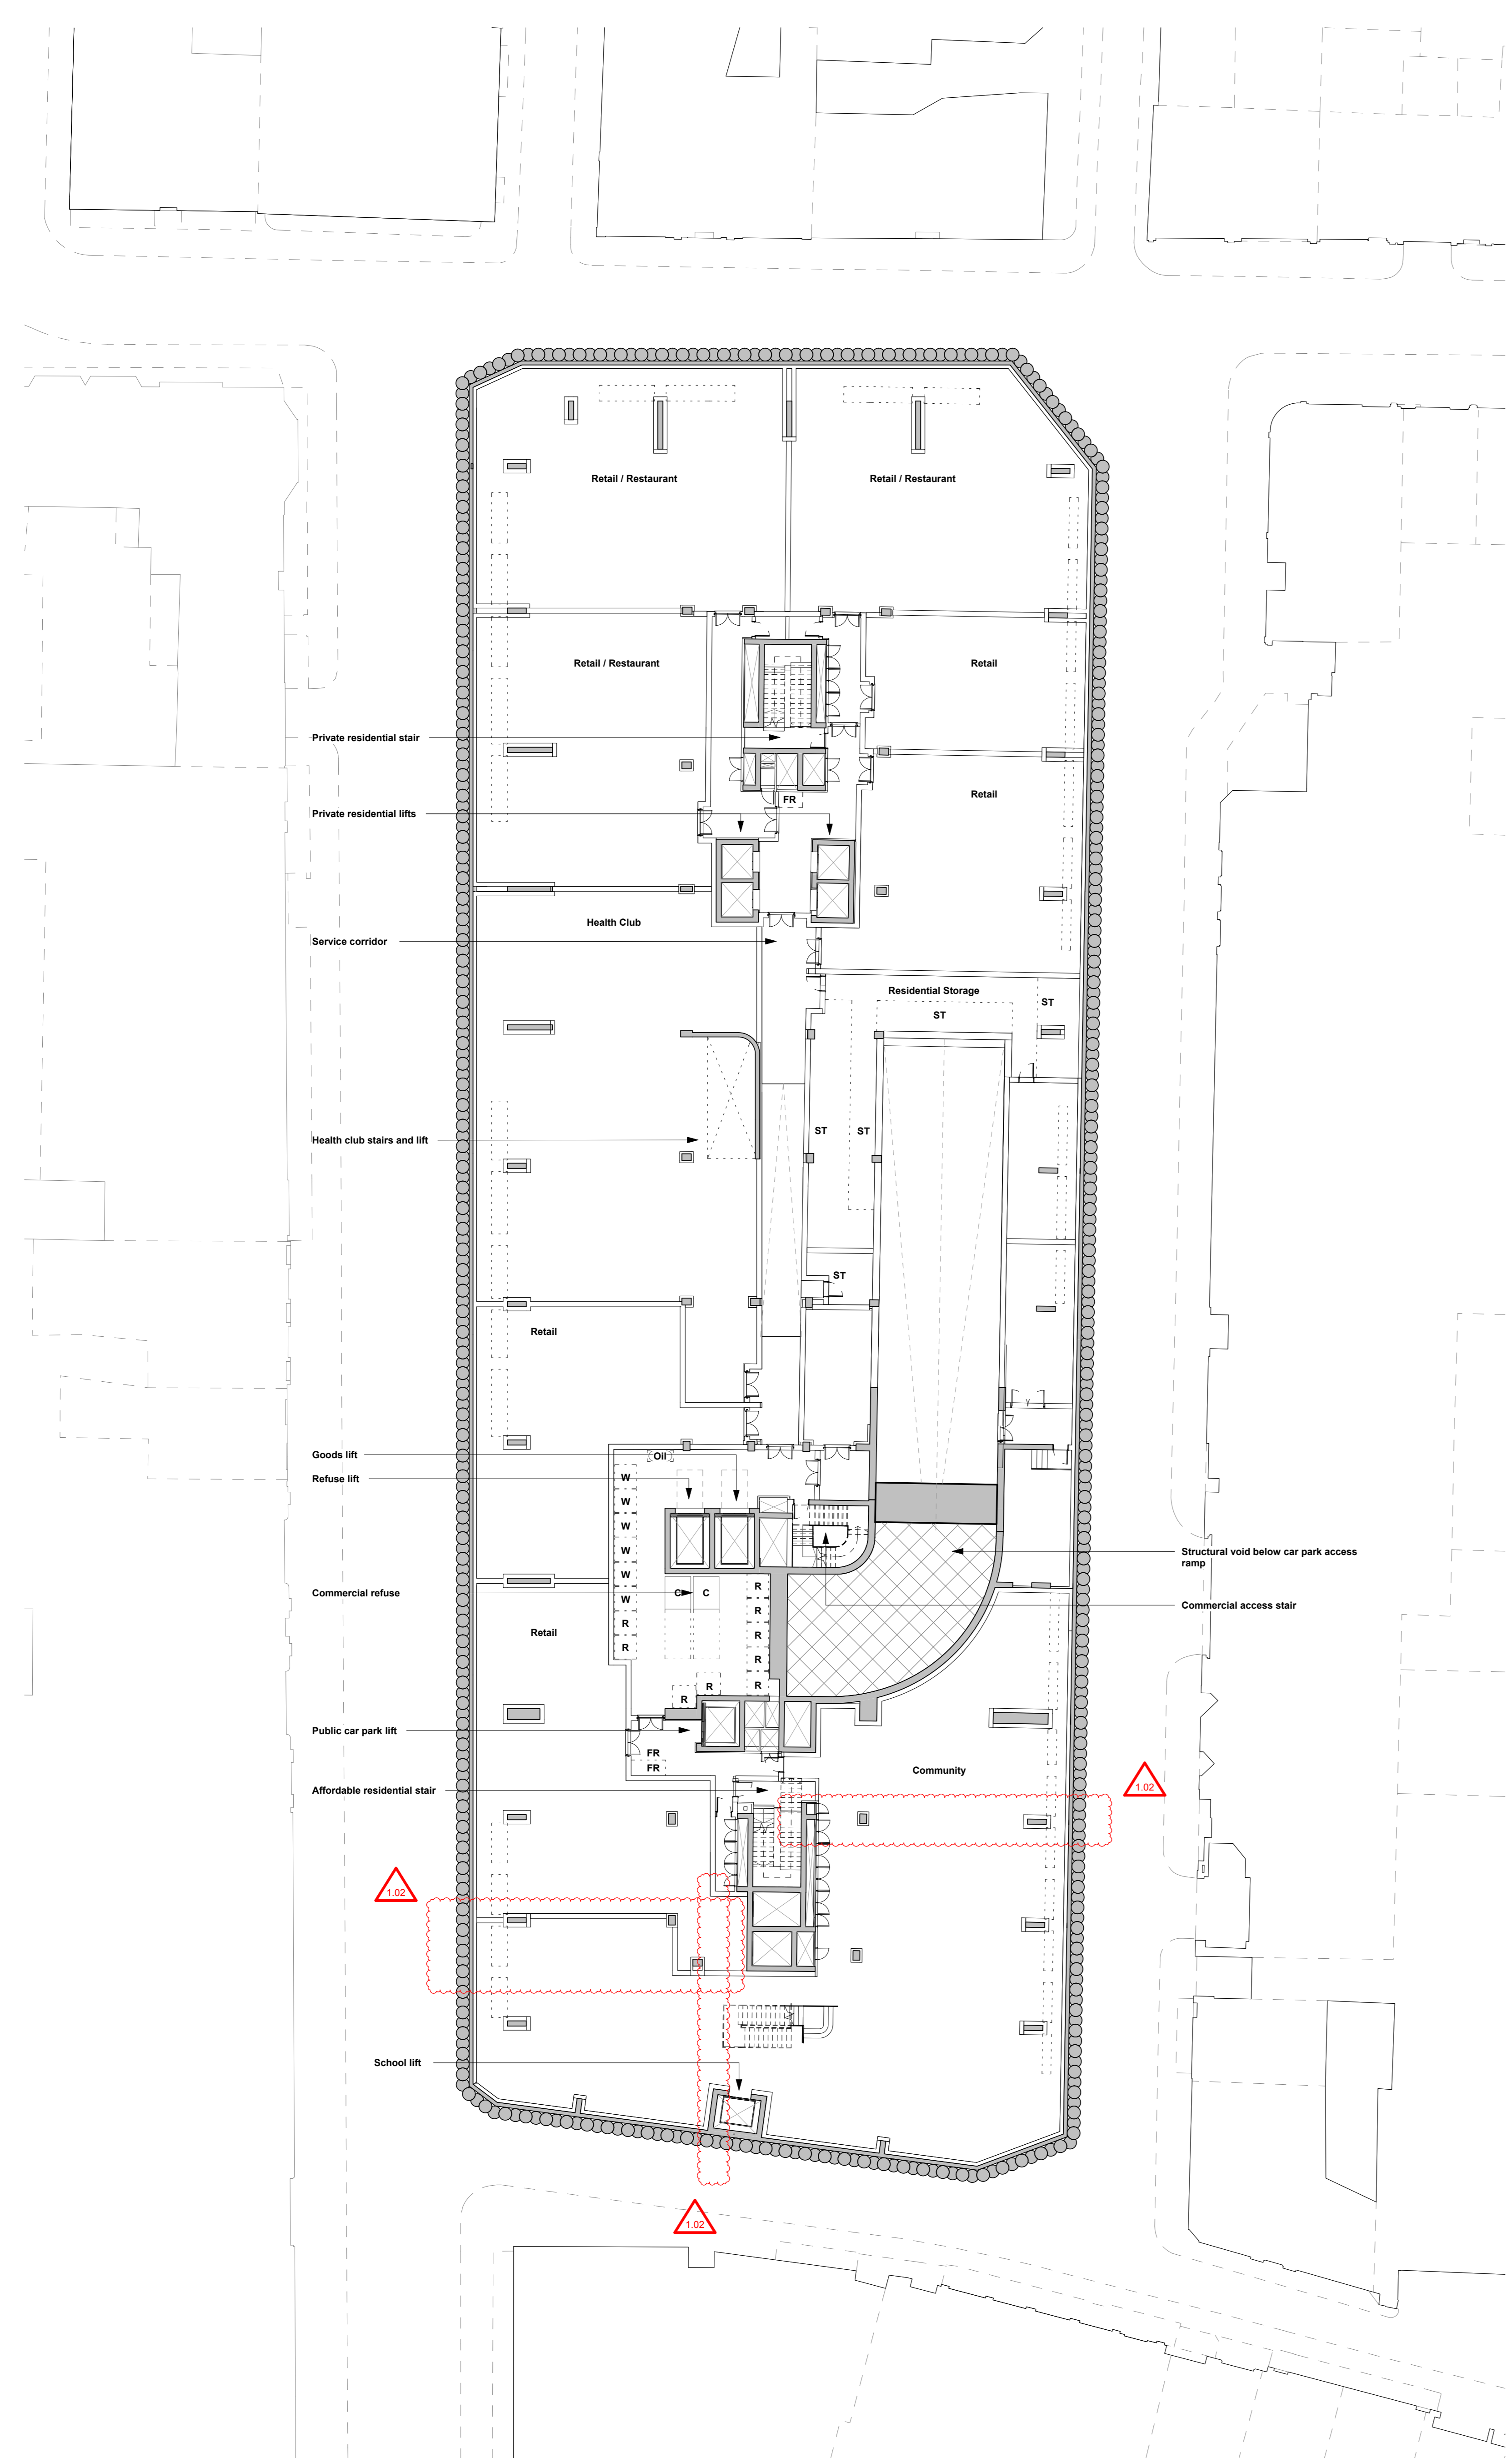 Retail / Restaurant
Retail / Restaurant
Retail / Restaurant
Retail
Private residential stair
Retail
FR
Private residential lifts
Health Club
Service corridor
Residential Storage
ST
ST
Health club stairs and lift
ST
ST
ST
Retail
Goods lift
Oil
Refuse lift
W
W
W
W
W
W
R
R
Structural void below car park access
ramp
Commercial refuse
C
C
R
R
R
R
R
R
Commercial access stair
Retail
R
R
Public car park lift
FR
FR
Community
Affordable residential stair
1.02
1.02
School lift
1.02